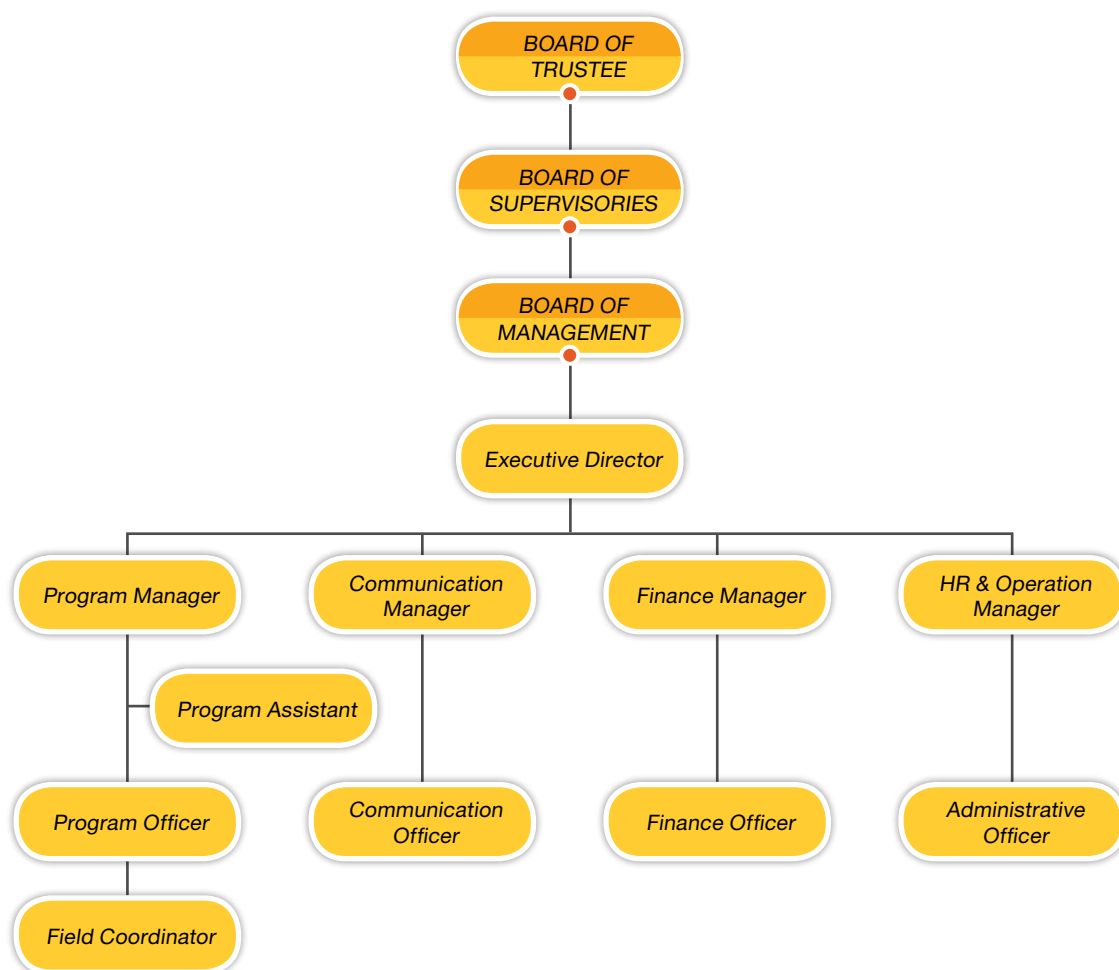 BOARD OF
TRUSTEE
BOARD OF
SUPERVISORIES
BOARD OF
MANAGEMENT
Executive Director
Program Manager
Communication
Manager
Finance Manager
HR & Operation
Manager
Program Assistant
Program Officer
Communication
Officer
Finance Officer
Administrative
Officer
Field Coordinator